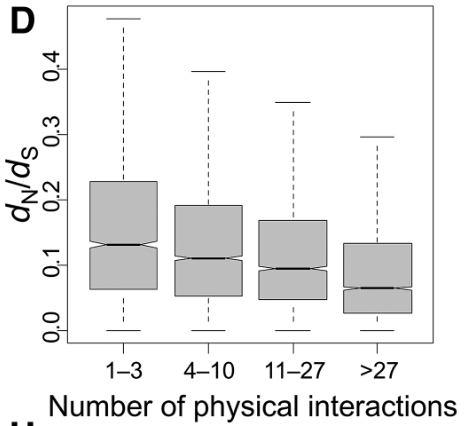 D
dN/dS
0.4
0.3
0.2
0.1
0.0
1–3 4–10 11–27 >27
Number of physical interactions